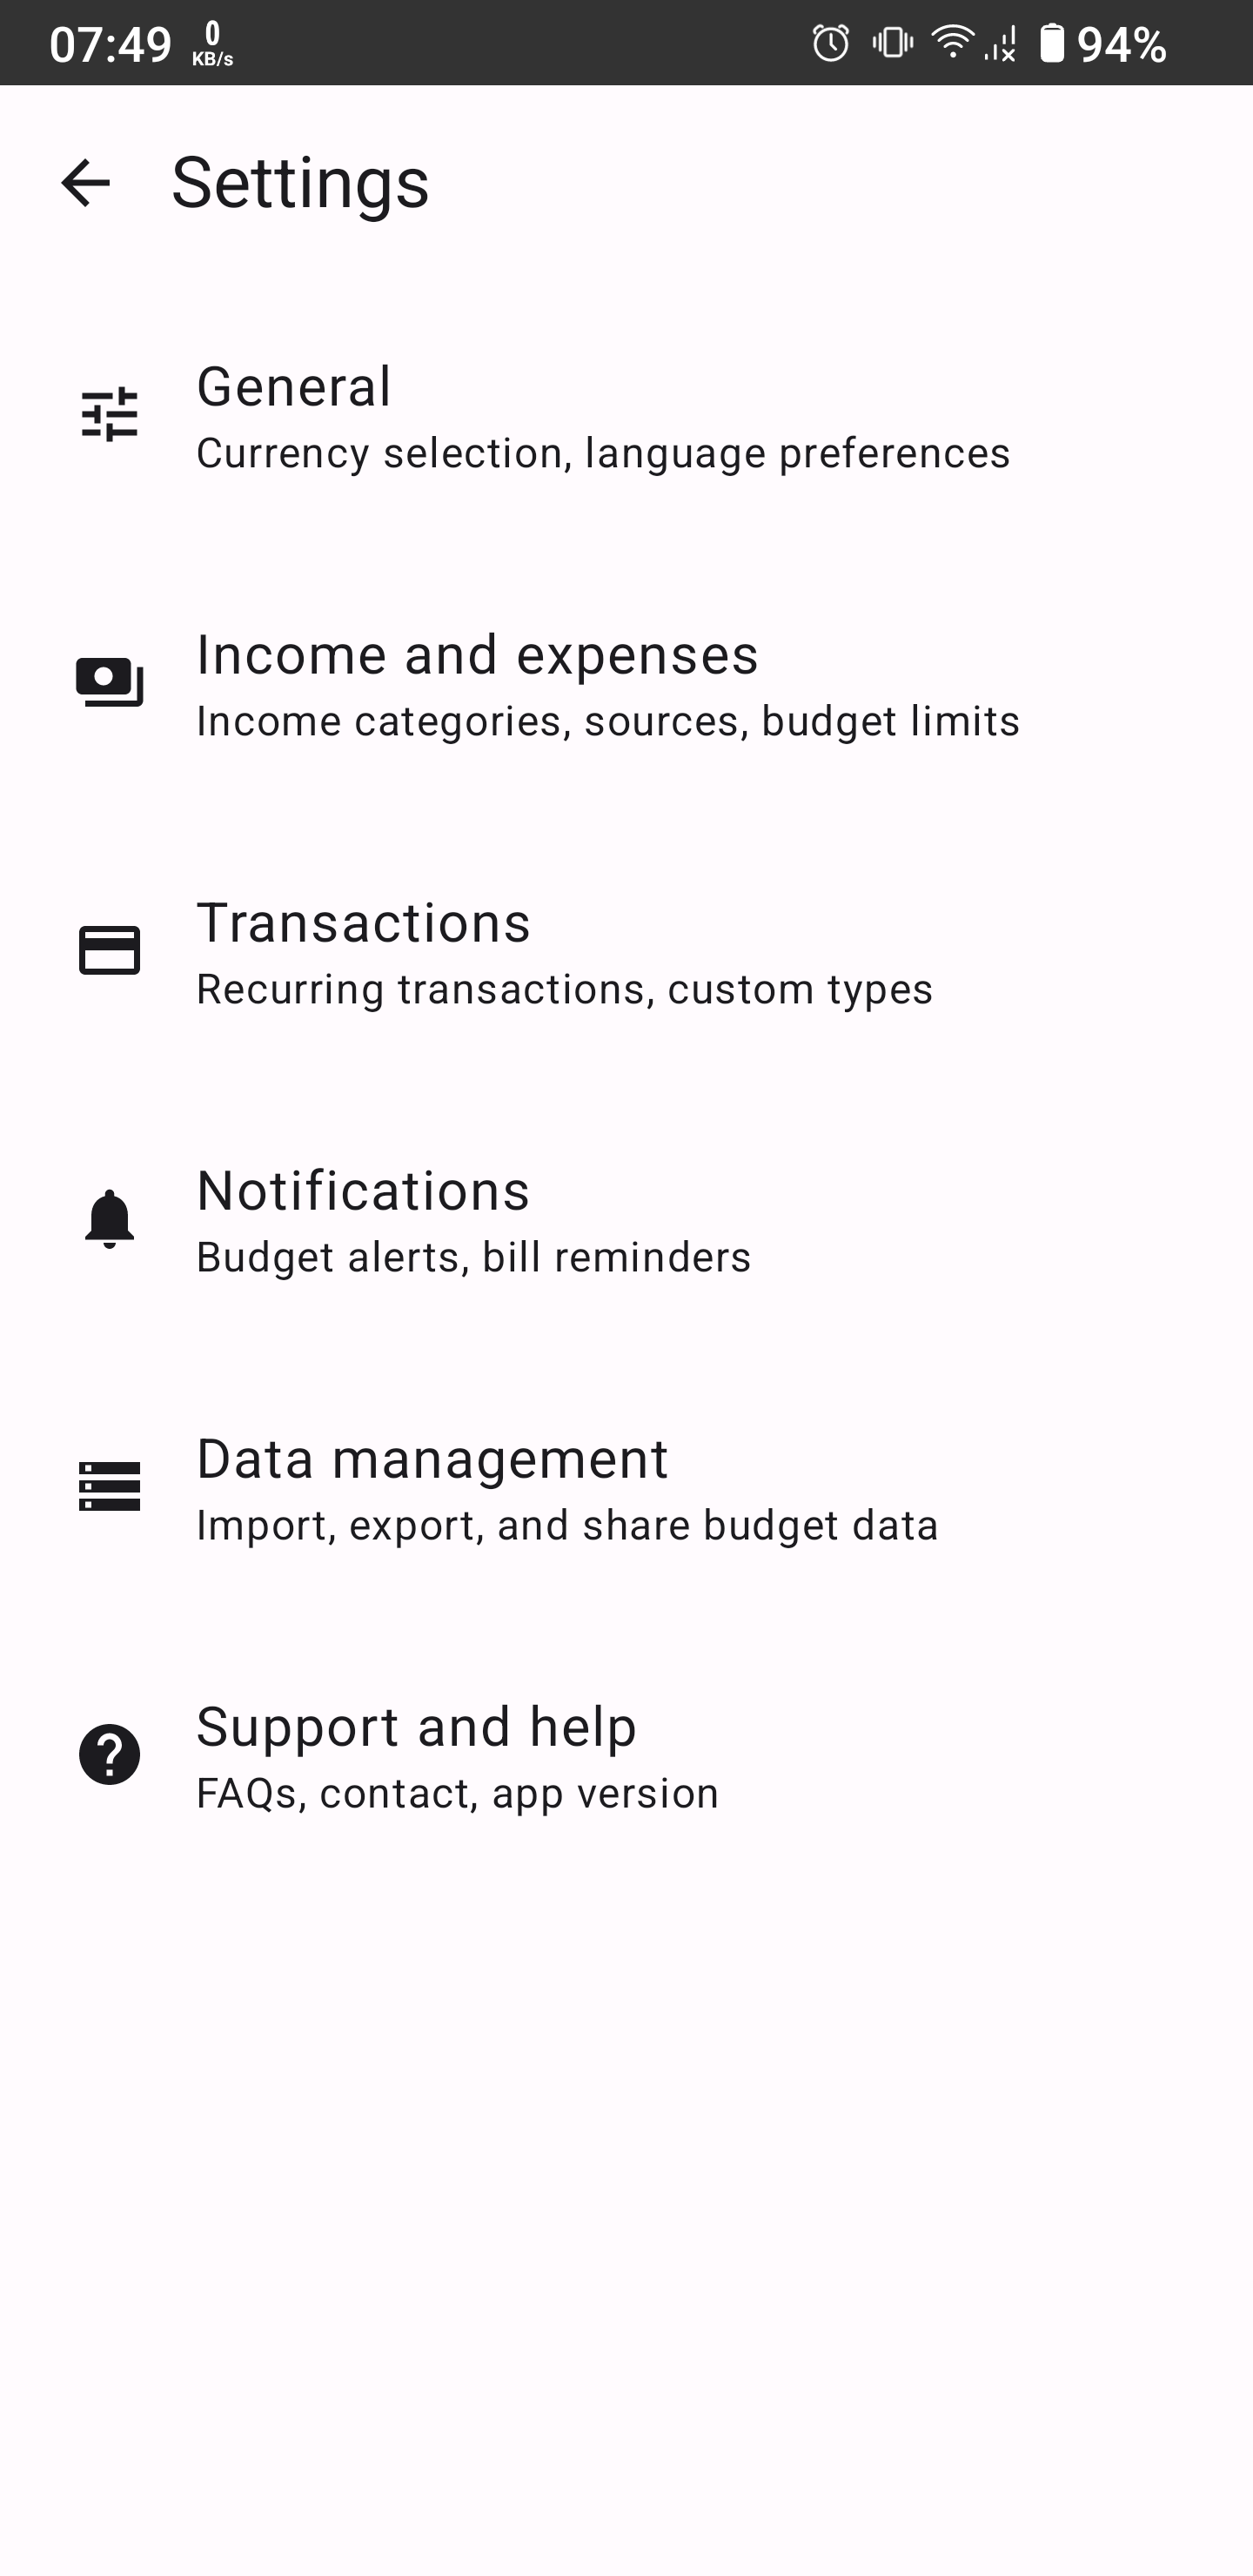 07:49 0 KB/s 94%
Settings
General
Currency selection, language preferences
Income and expenses
Income categories, sources, budget limits
Transactions
Recurring transactions, custom types
Notifications
Budget alerts, bill reminders
Data management
Import, export, and share budget data
Support and help
FAQs, contact, app version